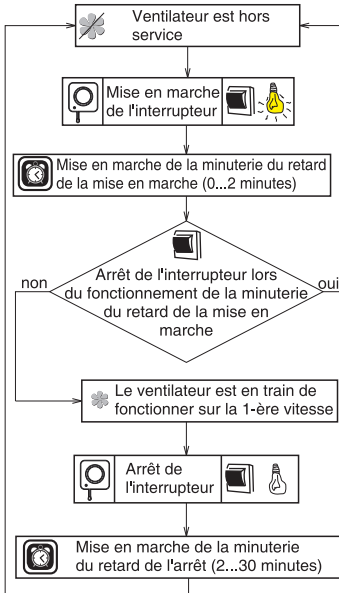 Ventilateur est hors
service
Mise en marche
de l'interrupteur
Mise en marche de la minuterie du retard
de la mise en marche (0...2 minutes)
Arrêt de l'interrupteur lors
non
du fonctionnement de la minuterie
oui
du retard de la mise en
marche
Le ventilateur est en train de
fonctionner sur la 1-ère vitesse
Arrêt de
l'interrupteur
Mise en marche de la minuterie
du retard de l'arrêt (2...30 minutes)